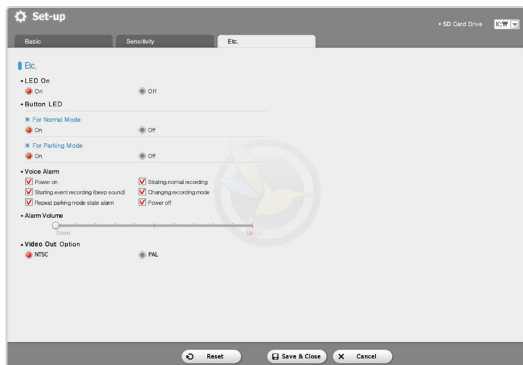 Set-up
• SD Card Drive K:₩
Basic Sensitivity Etc.
Etc.
• LED On
On Off
• Button LED
※ For Normal Mode
On Off
※ For Parking Mode
On Off
• Voice Alarm
Power on Strating normal recording
Starting event recording (beep sound) Changing recording mode
Repeat parking mode state alarm Power off
• Alarm Volume
Down Up
• Video Out Option
NTSC PAL
Reset Save & Close Cancel